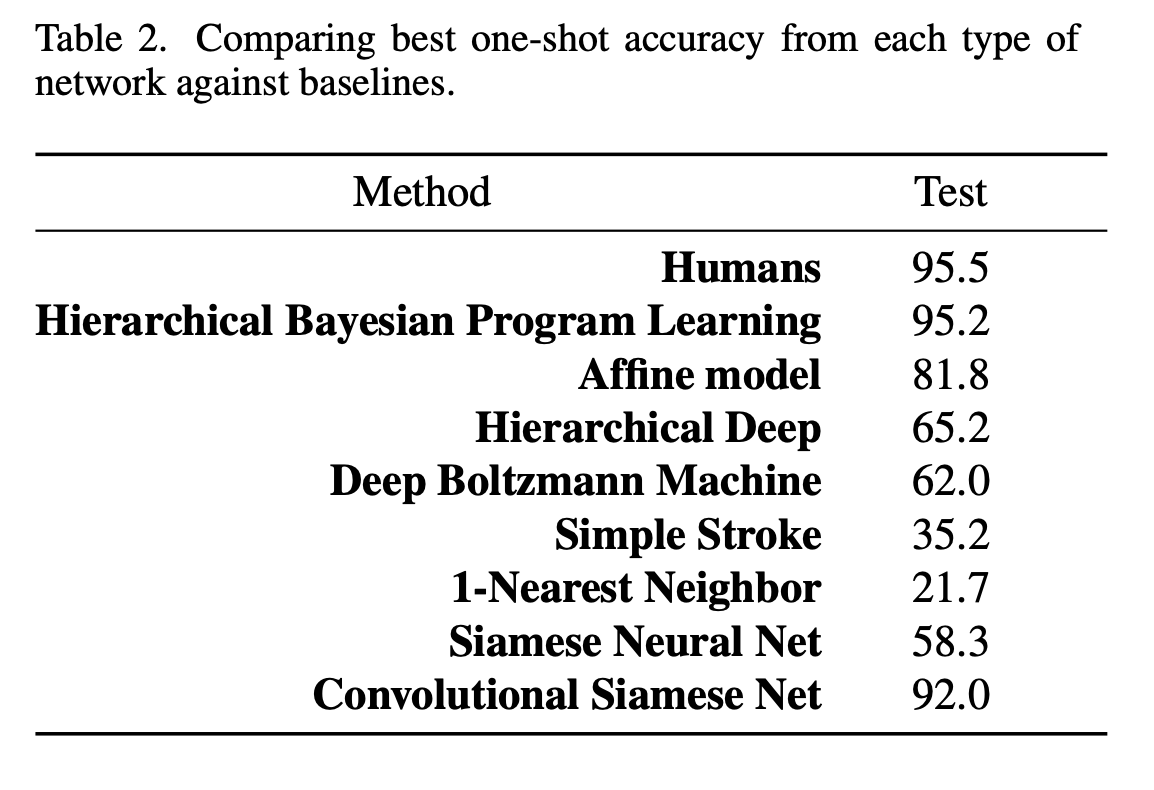 Table 2. Comparing best one-shot accuracy from each type of
network against baselines.
Method Test
Humans 95.5
Hierarchical Bayesian Program Learning 95.2
Affine model 81.8
Hierarchical Deep 65.2
Deep Boltzmann Machine 62.0
Simple Stroke 35.2
1-Nearest Neighbor 21.7
Siamese Neural Net 58.3
Convolutional Siamese Net 92.0